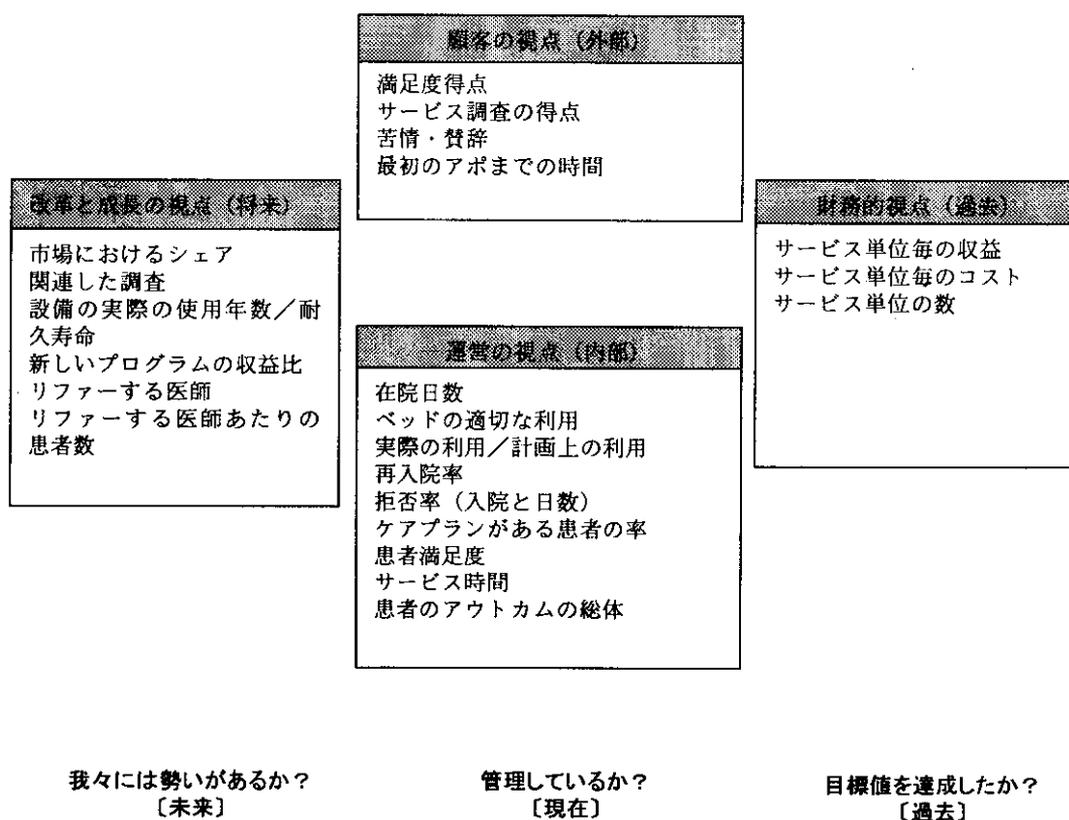 顧客の視点（外部）
満足度得点
サービス調査の得点
苦情・賛辞
最初のアポまでの時間
改革と成長の視点（将来）
市場におけるシェア
関連した調査
設備の実際の使用年数／耐
久寿命
新しいプログラムの収益比
リファーする医師
リファーする医師あたりの
患者数
財務的視点（過去）
サービス単位毎の収益
サービス単位毎のコスト
サービス単位の数
運営の視点（内部）
在院日数
ベッドの適切な利用
実際の利用／計画上の利用
再入院率
拒否率（入院と日数）
ケアプランがある患者の率
患者満足度
サービス時間
患者のアウトカムの総体
我々には勢いがあるか？
〔未来〕
管理しているか？
〔現在〕
目標値を達成したか？
〔過去〕